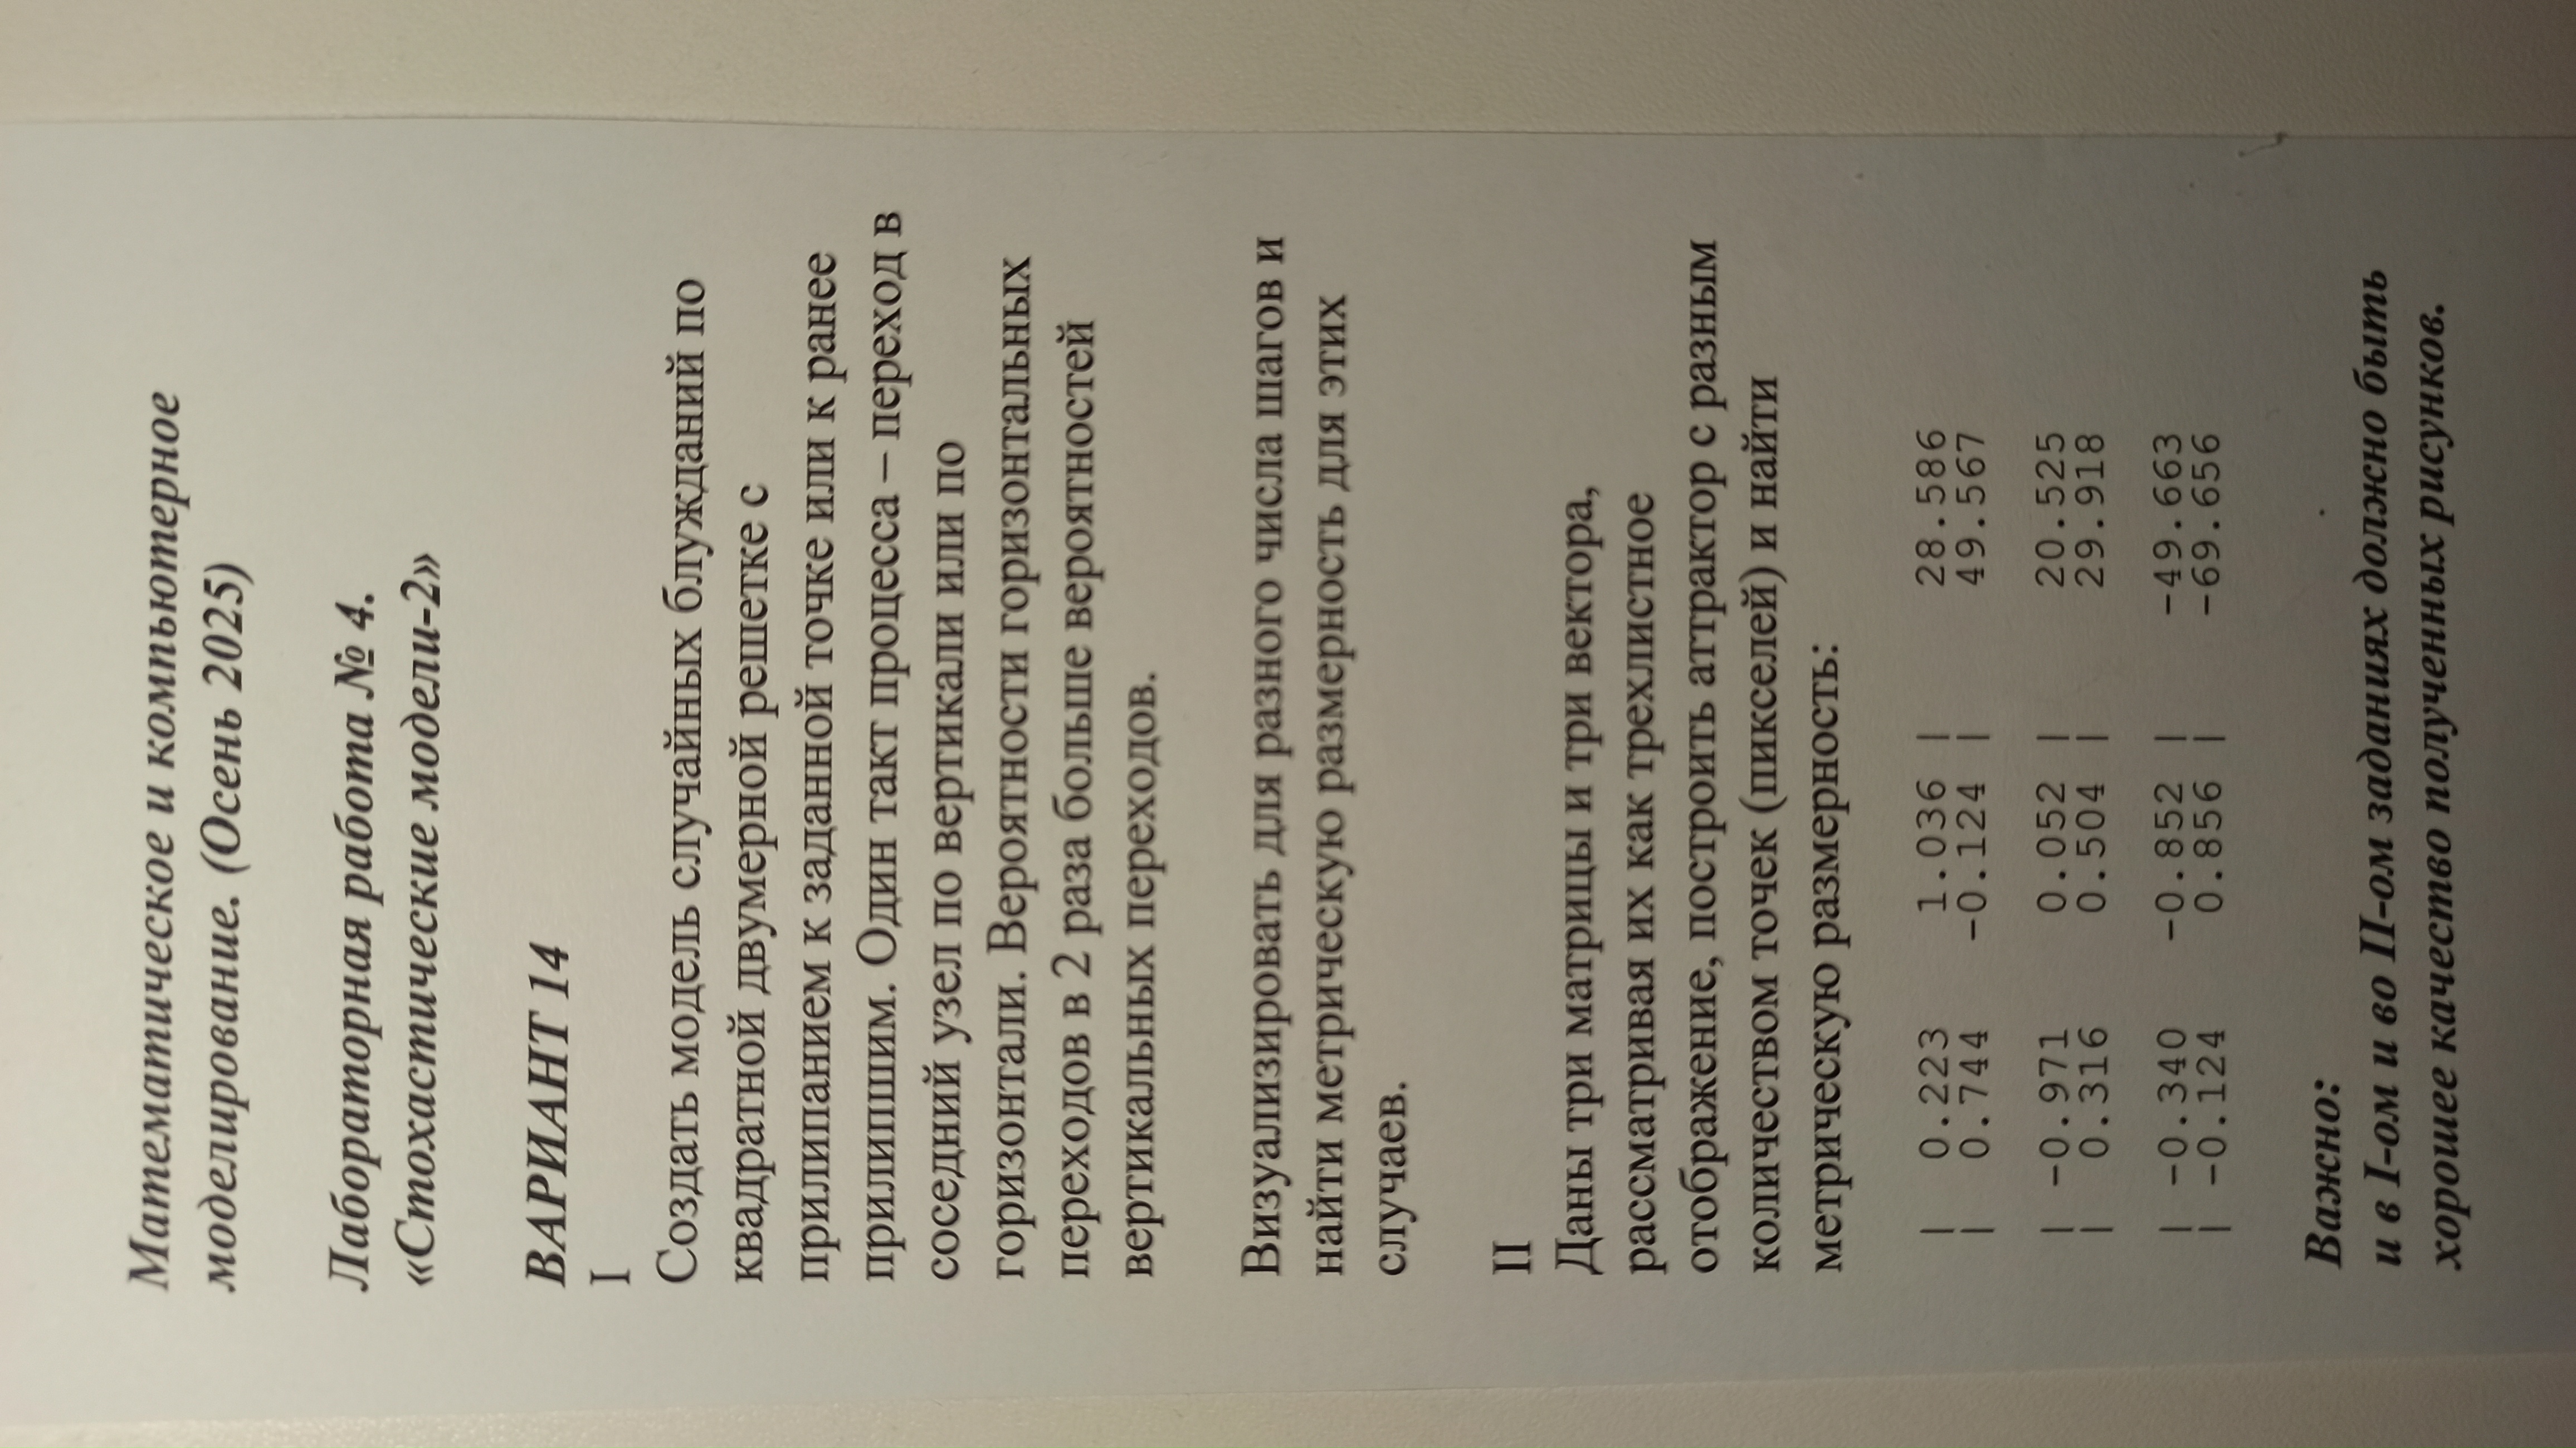 Математическое и компьютерное
моделирование. (Осень 2025)
Лабораторная работа № 4.
«Стохастические модели-2»
ВАРИАНТ 14
I
Создать модель случайных блужданий по
квадратной двумерной решетке с
прилипанием к заданной точке или к ранее
прилипшим. Один такт процесса – переход в
соседний узел по вертикали или по
горизонтали. Вероятности горизонтальных
переходов в 2 раза больше вероятностей
вертикальных переходов.
Визуализировать для разного числа шагов и
найти метрическую размерность для этих
случаев.
II
Даны три матрицы и три вектора,
рассматривая их как трехлистное
отображение, построить аттрактор с разным
количеством точек (пикселей) и найти
метрическую размерность:
| 0.223 1.036 | 28.586
| 0.744 -0.124 | 49.567
| -0.971 0.052 | 20.525
| 0.316 0.504 | 29.918
| -0.340 -0.852 | -49.663
| -0.124 0.856 | -69.656
Важно:
и в I-ом и во II-ом заданиях должно быть
хорошее качество полученных рисунков.